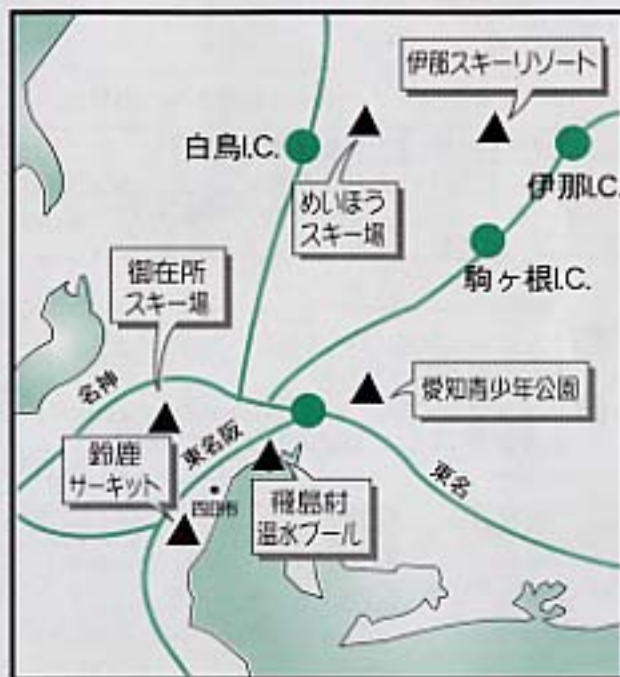 伊那スキーリゾート
白鳥I.C.
めいほう
スキー場
伊那I.C.
駒ヶ根I.C.
御在所
スキー場
名神
愛知青少年公園
東名阪
鈴鹿
サーキット
四日市
東名
飛島村
温水プール